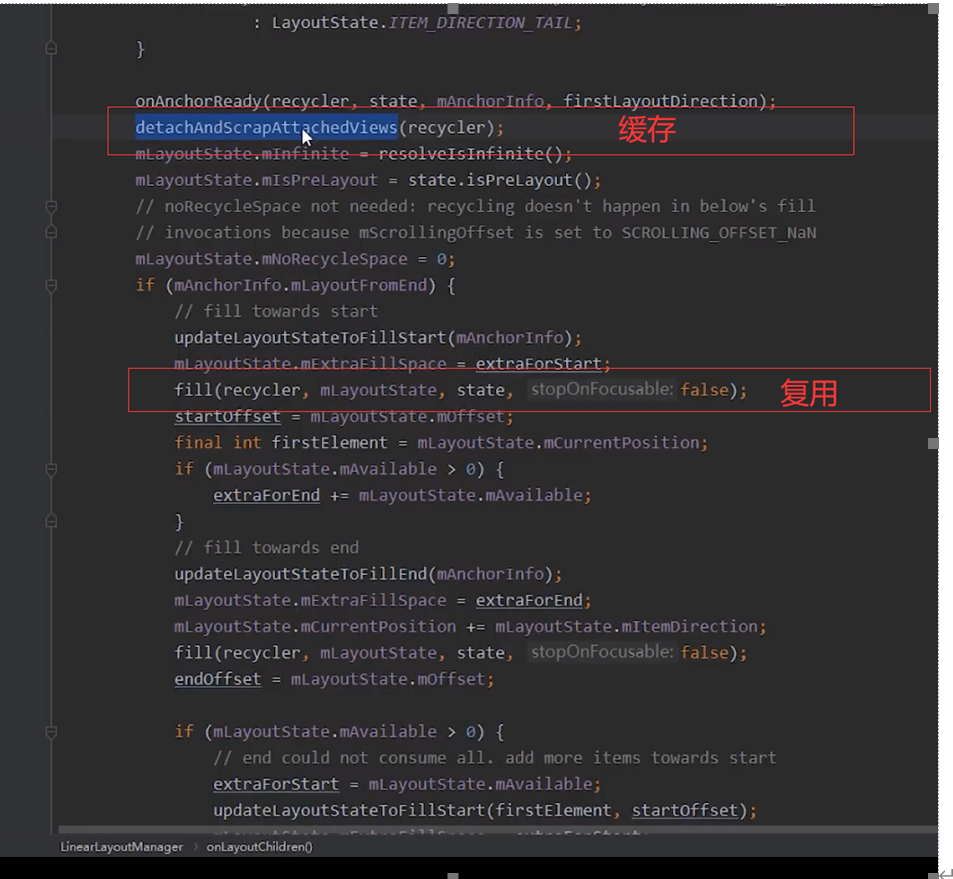 : LayoutState.ITEM_DIRECTION_TAIL;
}
onAnchorReady(recycler, state, mAnchorInfo, firstLayoutDirection);
detachAndScrapAttachedViews(recycler); 缓存
mLayoutState.mInfinite = resolveIsInfinite();
mLayoutState.mIsPreLayout = state.isPreLayout();
// noRecycleSpace not needed: recycling doesn't happen in below's fill
// invocations because mScrollingOffset is set to SCROLLING_OFFSET_NaN
mLayoutState.mNoRecycleSpace = 0;
if (mAnchorInfo.mLayoutFromEnd) {
// fill towards start
updateLayoutStateToFillStart(mAnchorInfo);
mLayoutState.mExtraFillSpace = extraForStart;
fill(recycler, mLayoutState, state, stopOnFocusable: false); 复用
startOffset = mLayoutState.mOffset;
final int firstElement = mLayoutState.mCurrentPosition;
if (mLayoutState.mAvailable > 0) {
extraForEnd += mLayoutState.mAvailable;
}
// fill towards end
updateLayoutStateToFillEnd(mAnchorInfo);
mLayoutState.mExtraFillSpace = extraForEnd;
mLayoutState.mCurrentPosition += mLayoutState.mItemDirection;
fill(recycler, mLayoutState, state, stopOnFocusable: false);
endOffset = mLayoutState.mOffset;
if (mLayoutState.mAvailable > 0) {
// end could not consume all. add more items towards start
extraForStart = mLayoutState.mAvailable;
updateLayoutStateToFillStart(firstElement, startOffset);
LinearLayoutManager › onLayoutChildren()